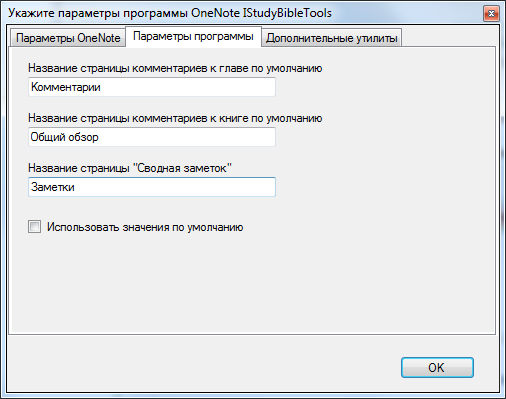 Укажите параметры программы OneNote IStudyBibleTools
Параметры OneNote Параметры программы Дополнительные утилиты
Название страницы комментариев к главе по умолчанию
Комментарии
Название страницы комментариев к книге по умолчанию
Общий обзор
Название страницы "Сводная заметок"
Заметки
Использовать значения по умолчанию
OK